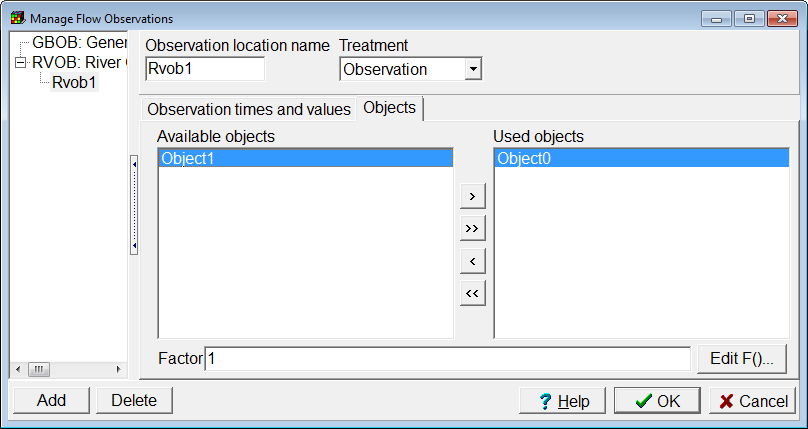 Manage Flow Observations
GBOB: Gener
RVOB: River
Rvob1
Observation location name
Treatment
Rvob1
Observation
Observation times and values
Objects
Available objects
Used objects
Object1
Object0
>
>>
<
<<
Factor
1
Edit F()...
Add
Delete
? Help
OK
Cancel